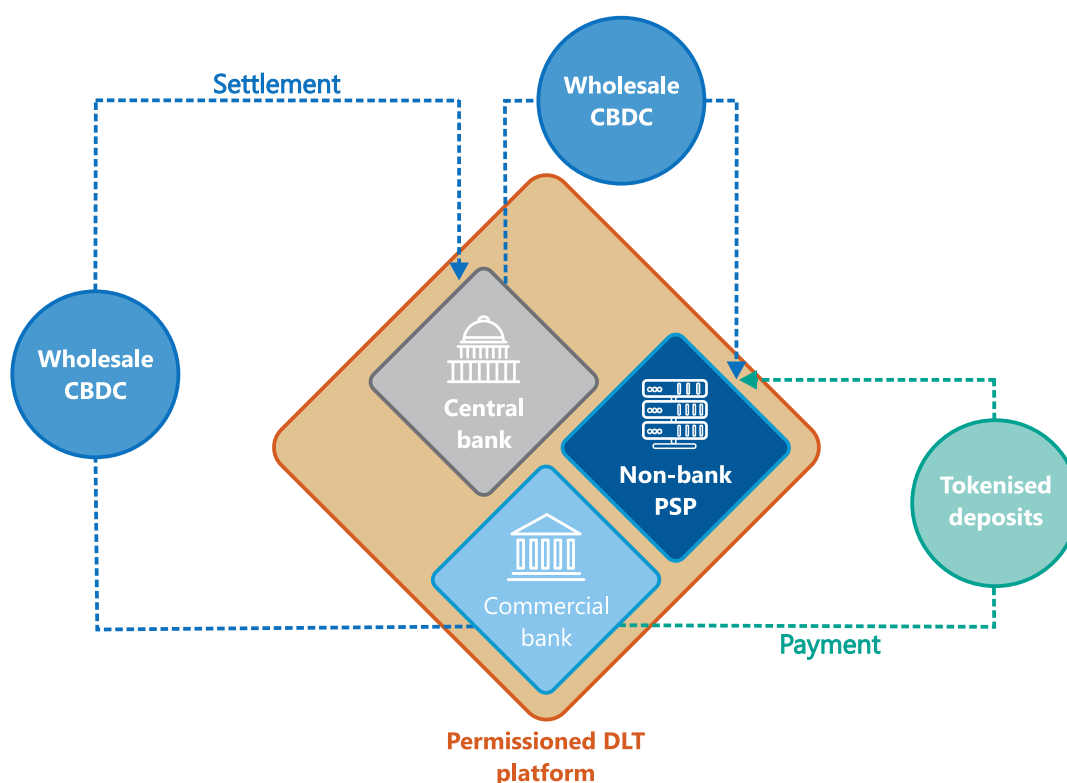 Settlement
Wholesale
CBDC
Wholesale
CBDC
Central
bank
Non-bank
PSP
Tokenised
deposits
Commercial
bank
Payment
Permissioned DLT
platform